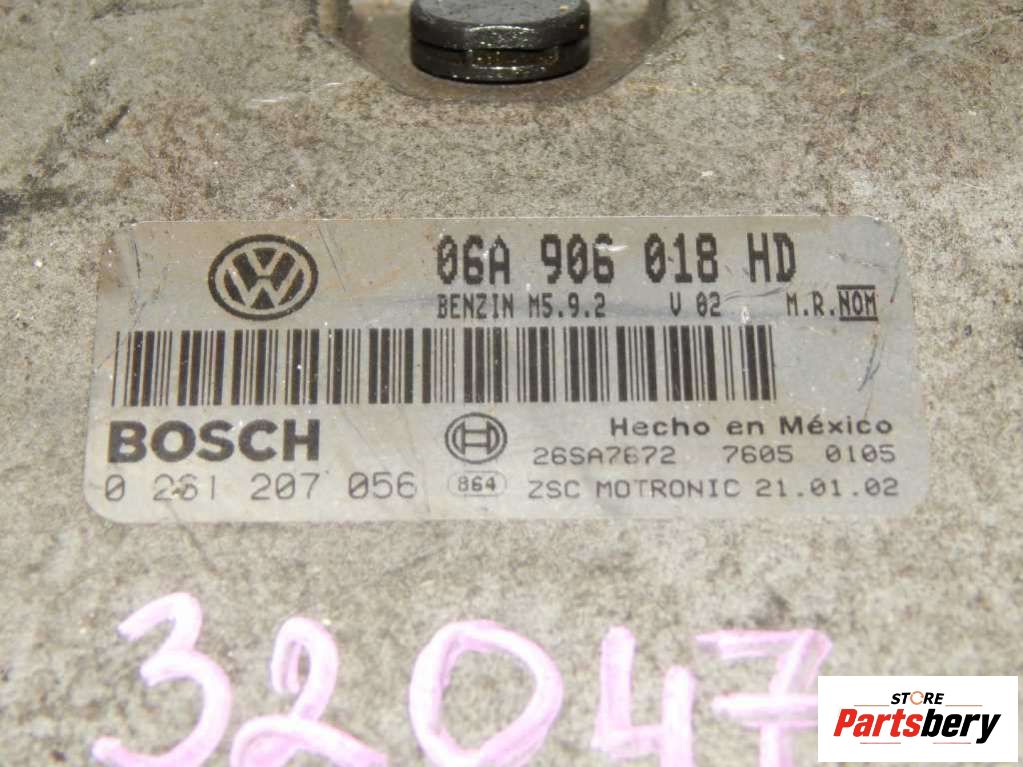 06A 906 018 HD
BENZIN M5.9.2 V 02 M.R.NOM
BOSCH Hecho en México
26SA7672 7605 0105
0 261 207 056 864 ZSC MOTRONIC 21.01.02
32047
STORE
Partsbery